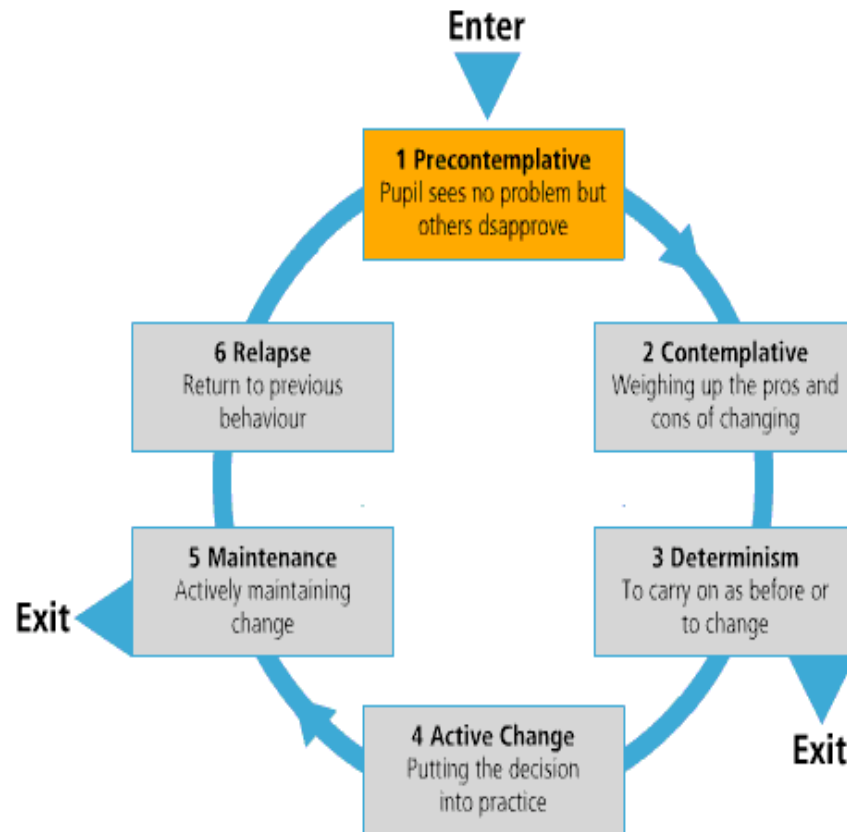 Enter
1 Precontemplative
Pupil sees no problem but
others dsapprove
6 Relapse
Return to previous
behaviour
2 Contemplative
Weighing up the pros and
cons of changing
5 Maintenance
Actively maintaining
change
Exit
3 Determinism
To carry on as before or
to change
Exit
4 Active Change
Putting the decision
into practice